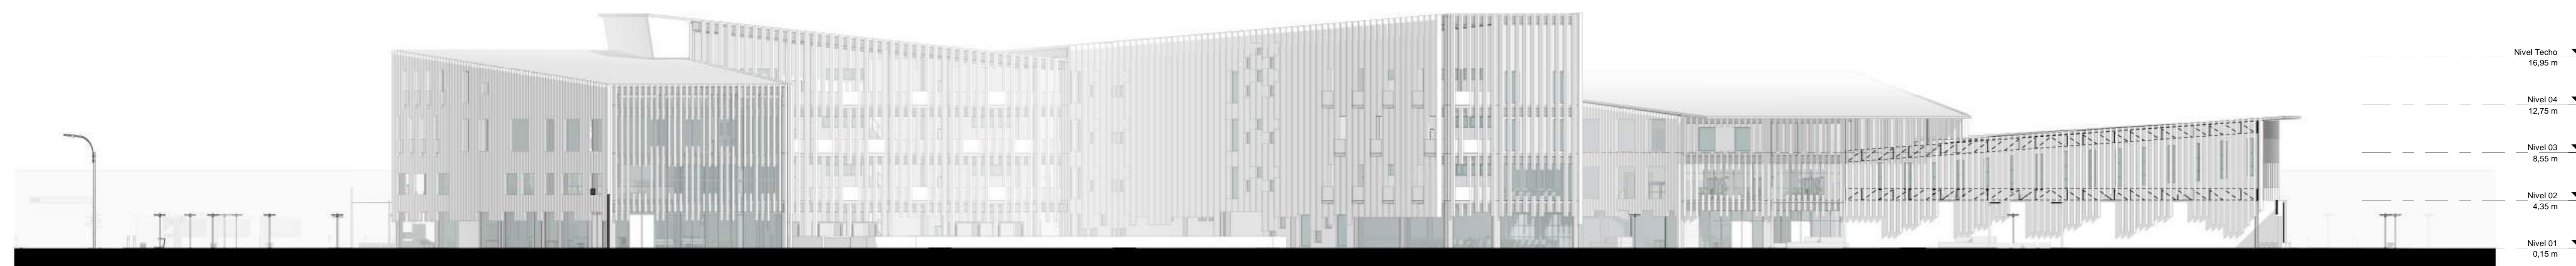 Nivel Techo
16,95 m
Nivel 04
12,75 m
Nivel 03
8,55 m
Nivel 02
4,35 m
Nivel 01
0,15 m